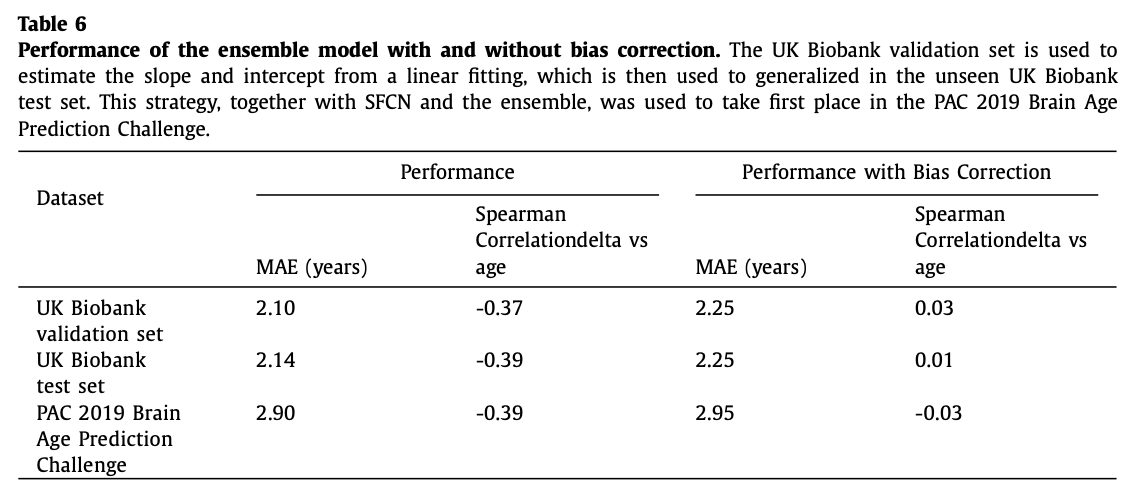 Table 6
Performance of the ensemble model with and without bias correction. The UK Biobank validation set is used to
estimate the slope and intercept from a linear fitting, which is then used to generalized in the unseen UK Biobank
test set. This strategy, together with SFCN and the ensemble, was used to take first place in the PAC 2019 Brain Age
Prediction Challenge.
Dataset
Performance
Performance with Bias Correction
MAE (years)
Spearman
Correlationdelta vs
age
MAE (years)
Spearman
Correlationdelta vs
age
UK Biobank
validation set
2.10
-0.37
2.25
0.03
UK Biobank
test set
2.14
-0.39
2.25
0.01
PAC 2019 Brain
Age Prediction
Challenge
2.90
-0.39
2.95
-0.03